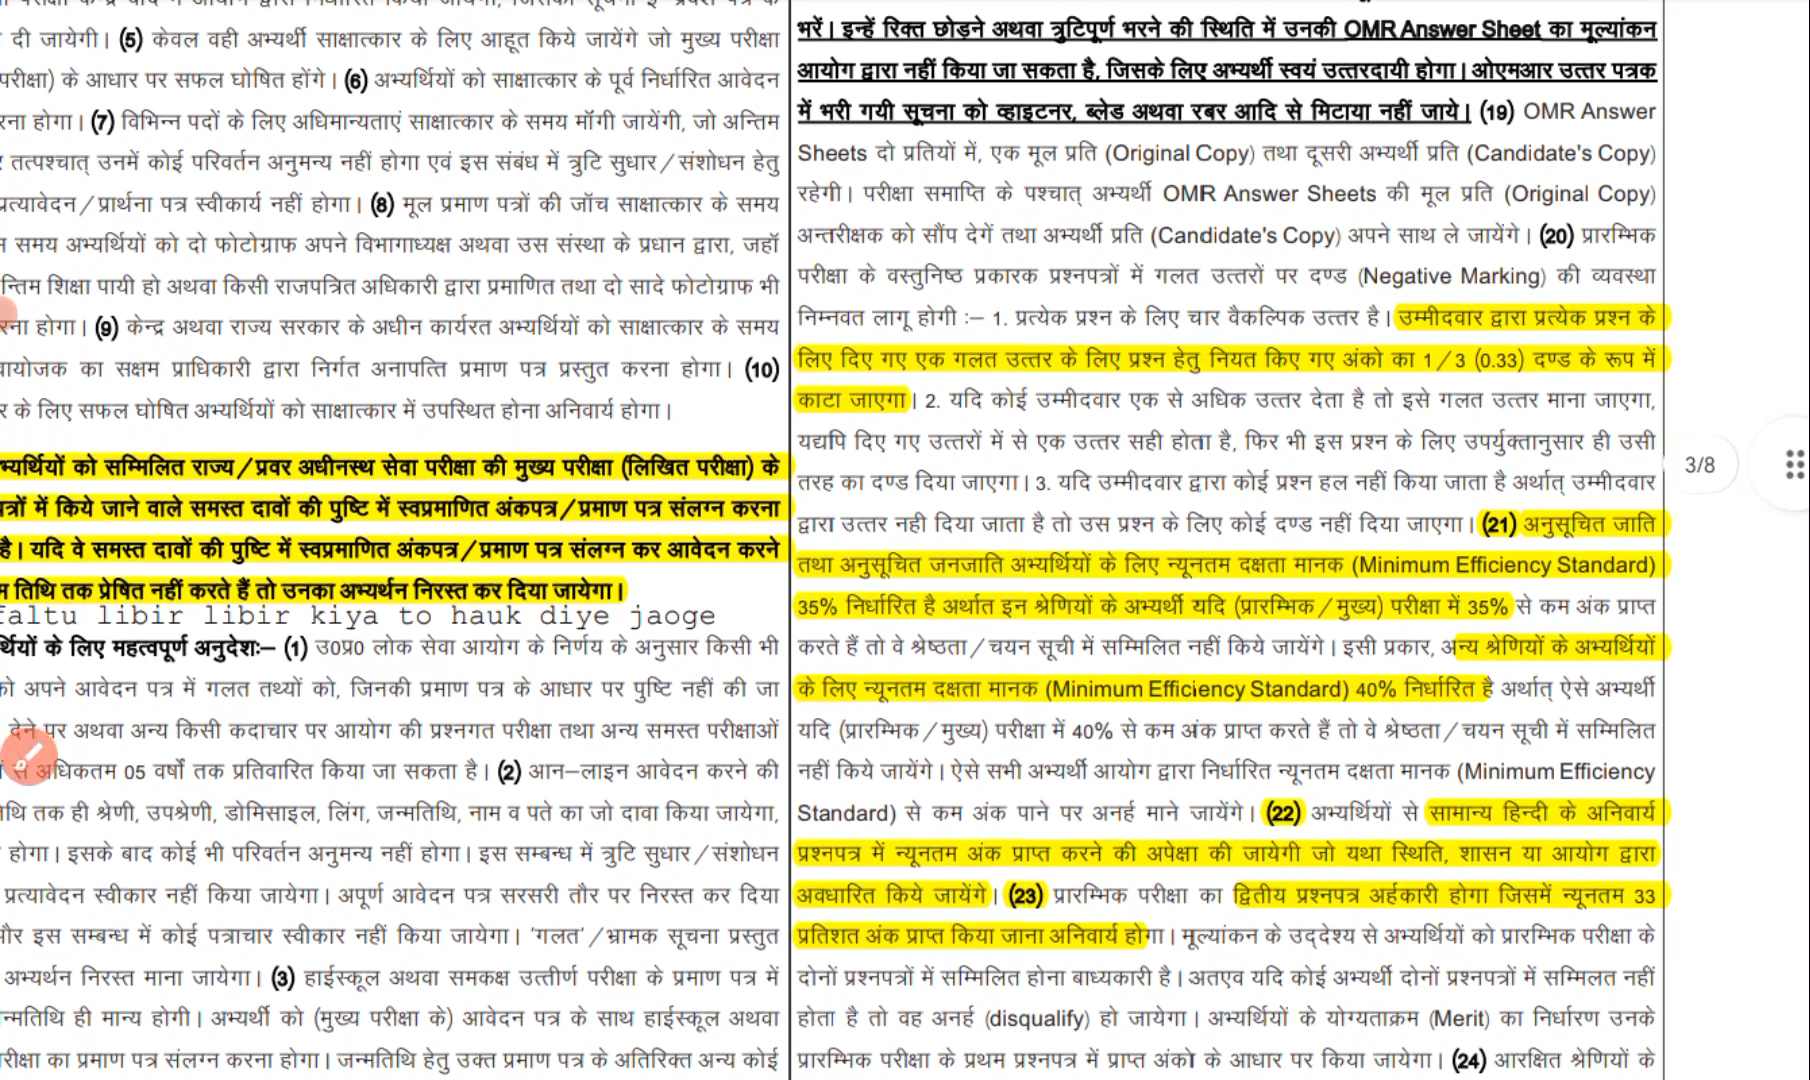 दी जायेगी। (5) केवल वही अभ्यर्थी साक्षात्कार के लिए आहूत किये जायेंगे जो मुख्य परीक्षा
परीक्षा) के आधार पर सफल घोषित होंगे। (6) अभ्यर्थियों को साक्षात्कार के पूर्व निर्धारित आवेदन
रना होगा। (7) विभिन्न पदों के लिए अधिमान्यताएं साक्षात्कार के समय माँगी जायेंगी, जो अन्तिम
तत्पश्चात् उनमें कोई परिवर्तन अनुमन्य नहीं होगा एवं इस संबंध में त्रुटि सुधार/संशोधन हेतु
प्रत्यावेदन/प्रार्थना पत्र स्वीकार्य नहीं होगा। (8) मूल प्रमाण पत्रों की जाँच साक्षात्कार के समय
समय अभ्यर्थियों को दो फोटोग्राफ अपने विभागाध्यक्ष अथवा उस संस्था के प्रधान द्वारा, जहाँ
न्तिम शिक्षा पायी हो अथवा किसी राजपत्रित अधिकारी द्वारा प्रमाणित तथा दो सादे फोटोग्राफ भी
रना होगा। (9) केन्द्र अथवा राज्य सरकार के अधीन कार्यरत अभ्यर्थियों को साक्षात्कार के समय
वायोजक का सक्षम प्राधिकारी द्वारा निर्गत अनापत्ति प्रमाण पत्र प्रस्तुत करना होगा। (10)
र के लिए सफल घोषित अभ्यर्थियों को साक्षात्कार में उपस्थित होना अनिवार्य होगा।
भ्यर्थियों को सम्मिलित राज्य/प्रवर अधीनस्थ सेवा परीक्षा की मुख्य परीक्षा (लिखित परीक्षा) के
पत्रों में किये जाने वाले समस्त दावों की पुष्टि में स्वप्रमाणित अंकपत्र/प्रमाण पत्र संलग्न करना
है। यदि वे समस्त दावों की पुष्टि में स्वप्रमाणित अंकपत्र/प्रमाण पत्र संलग्न कर आवेदन करने
म तिथि तक प्रेषित नहीं करते हैं तो उनका अभ्यर्थन निरस्त कर दिया जायेगा।
faltu libir libir kiya to hauk diye jaoge
र्थियों के लिए महत्वपूर्ण अनुदेश:– (1) उ0प्र0 लोक सेवा आयोग के निर्णय के अनुसार किसी भी
को अपने आवेदन पत्र में गलत तथ्यों को, जिनकी प्रमाण पत्र के आधार पर पुष्टि नहीं की जा
देने पर अथवा अन्य किसी कदाचार पर आयोग की प्रश्नगत परीक्षा तथा अन्य समस्त परीक्षाओं
से अधिकतम 05 वर्षों तक प्रतिवारित किया जा सकता है। (2) आन–लाइन आवेदन करने की
तिथि तक ही श्रेणी, उपश्रेणी, डोमिसाइल, लिंग, जन्मतिथि, नाम व पते का जो दावा किया जायेगा,
होगा। इसके बाद कोई भी परिवर्तन अनुमन्य नहीं होगा। इस सम्बन्ध में त्रुटि सुधार/संशोधन
प्रत्यावेदन स्वीकार नहीं किया जायेगा। अपूर्ण आवेदन पत्र सरसरी तौर पर निरस्त कर दिया
और इस सम्बन्ध में कोई पत्राचार स्वीकार नहीं किया जायेगा। 'गलत'/भ्रामक सूचना प्रस्तुत
अभ्यर्थन निरस्त माना जायेगा। (3) हाईस्कूल अथवा समकक्ष उत्तीर्ण परीक्षा के प्रमाण पत्र में
न्मतिथि ही मान्य होगी। अभ्यर्थी को (मुख्य परीक्षा के) आवेदन पत्र के साथ हाईस्कूल अथवा
परीक्षा का प्रमाण पत्र संलग्न करना होगा। जन्मतिथि हेतु उक्त प्रमाण पत्र के अतिरिक्त अन्य कोई
भरें। इन्हें रिक्त छोड़ने अथवा त्रुटिपूर्ण भरने की स्थिति में उनकी OMR Answer Sheet का मूल्यांकन
आयोग द्वारा नहीं किया जा सकता है, जिसके लिए अभ्यर्थी स्वयं उत्तरदायी होगा। ओएमआर उत्तर पत्रक
में भरी गयी सूचना को व्हाइटनर, ब्लेड अथवा रबर आदि से मिटाया नहीं जाये। (19) OMR Answer
Sheets दो प्रतियों में, एक मूल प्रति (Original Copy) तथा दूसरी अभ्यर्थी प्रति (Candidate's Copy)
रहेगी। परीक्षा समाप्ति के पश्चात् अभ्यर्थी OMR Answer Sheets की मूल प्रति (Original Copy)
अन्तरीक्षक को सौंप देगें तथा अभ्यर्थी प्रति (Candidate's Copy) अपने साथ ले जायेंगे। (20) प्रारम्भिक
परीक्षा के वस्तुनिष्ठ प्रकारक प्रश्नपत्रों में गलत उत्तरों पर दण्ड (Negative Marking) की व्यवस्था
निम्नवत लागू होगी :– 1. प्रत्येक प्रश्न के लिए चार वैकल्पिक उत्तर है। उम्मीदवार द्वारा प्रत्येक प्रश्न के
लिए दिए गए एक गलत उत्तर के लिए प्रश्न हेतु नियत किए गए अंको का 1/3 (0.33) दण्ड के रूप में
काटा जाएगा। 2. यदि कोई उम्मीदवार एक से अधिक उत्तर देता है तो इसे गलत उत्तर माना जाएगा,
यद्यपि दिए गए उत्तरों में से एक उत्तर सही होता है, फिर भी इस प्रश्न के लिए उपर्युक्तानुसार ही उसी
तरह का दण्ड दिया जाएगा। 3. यदि उम्मीदवार द्वारा कोई प्रश्न हल नहीं किया जाता है अर्थात् उम्मीदवार
द्वारा उत्तर नही दिया जाता है तो उस प्रश्न के लिए कोई दण्ड नहीं दिया जाएगा। (21) अनुसूचित जाति
तथा अनुसूचित जनजाति अभ्यर्थियों के लिए न्यूनतम दक्षता मानक (Minimum Efficiency Standard)
35% निर्धारित है अर्थात इन श्रेणियों के अभ्यर्थी यदि (प्रारम्भिक/मुख्य) परीक्षा में 35% से कम अंक प्राप्त
करते हैं तो वे श्रेष्ठता/चयन सूची में सम्मिलित नहीं किये जायेंगे। इसी प्रकार, अन्य श्रेणियों के अभ्यर्थियों
के लिए न्यूनतम दक्षता मानक (Minimum Efficiency Standard) 40% निर्धारित है अर्थात् ऐसे अभ्यर्थी
यदि (प्रारम्भिक/मुख्य) परीक्षा में 40% से कम अंक प्राप्त करते हैं तो वे श्रेष्ठता/चयन सूची में सम्मिलित
नहीं किये जायेंगे। ऐसे सभी अभ्यर्थी आयोग द्वारा निर्धारित न्यूनतम दक्षता मानक (Minimum Efficiency
Standard) से कम अंक पाने पर अनर्ह माने जायेंगे। (22) अभ्यर्थियों से सामान्य हिन्दी के अनिवार्य
प्रश्नपत्र में न्यूनतम अंक प्राप्त करने की अपेक्षा की जायेगी जो यथा स्थिति, शासन या आयोग द्वारा
अवधारित किये जायेंगे। (23) प्रारम्भिक परीक्षा का द्वितीय प्रश्नपत्र अर्हकारी होगा जिसमें न्यूनतम 33
प्रतिशत अंक प्राप्त किया जाना अनिवार्य होगा। मूल्यांकन के उद्देश्य से अभ्यर्थियों को प्रारम्भिक परीक्षा के
दोनों प्रश्नपत्रों में सम्मिलित होना बाध्यकारी है। अतएव यदि कोई अभ्यर्थी दोनों प्रश्नपत्रों में सम्मिलत नहीं
होता है तो वह अनर्ह (disqualify) हो जायेगा। अभ्यर्थियों के योग्यताक्रम (Merit) का निर्धारण उनके
प्रारम्भिक परीक्षा के प्रथम प्रश्नपत्र में प्राप्त अंको के आधार पर किया जायेगा। (24) आरक्षित श्रेणियों के
3/8